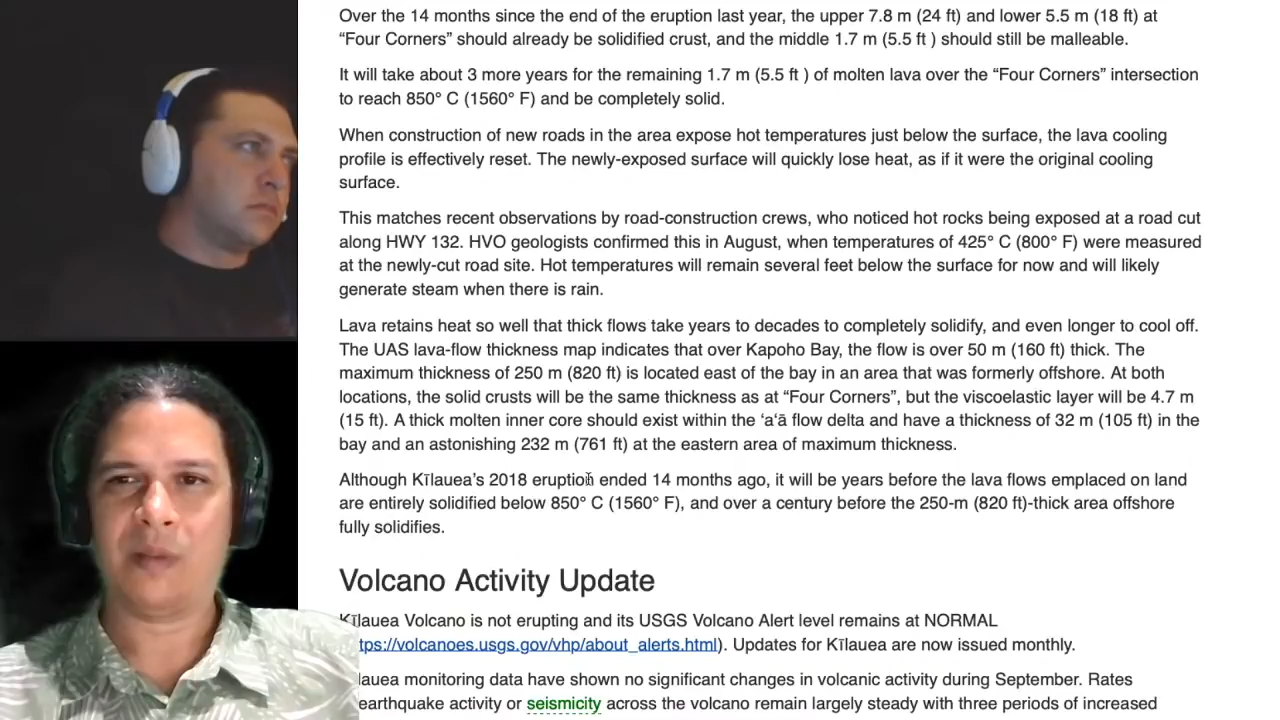 Over the 14 months since the end of the eruption last year, the upper 7.8 m (24 ft) and lower 5.5 m (18 ft) at
“Four Corners” should already be solidified crust, and the middle 1.7 m (5.5 ft ) should still be malleable.
It will take about 3 more years for the remaining 1.7 m (5.5 ft ) of molten lava over the “Four Corners” intersection
to reach 850° C (1560° F) and be completely solid.
When construction of new roads in the area expose hot temperatures just below the surface, the lava cooling
profile is effectively reset. The newly-exposed surface will quickly lose heat, as if it were the original cooling
surface.
This matches recent observations by road-construction crews, who noticed hot rocks being exposed at a road cut
along HWY 132. HVO geologists confirmed this in August, when temperatures of 425° C (800° F) were measured
at the newly-cut road site. Hot temperatures will remain several feet below the surface for now and will likely
generate steam when there is rain.
Lava retains heat so well that thick flows take years to decades to completely solidify, and even longer to cool off.
The UAS lava-flow thickness map indicates that over Kapoho Bay, the flow is over 50 m (160 ft) thick. The
maximum thickness of 250 m (820 ft) is located east of the bay in an area that was formerly offshore. At both
locations, the solid crusts will be the same thickness as at “Four Corners”, but the viscoelastic layer will be 4.7 m
(15 ft). A thick molten inner core should exist within the ‘a‘ā flow delta and have a thickness of 32 m (105 ft) in the
bay and an astonishing 232 m (761 ft) at the eastern area of maximum thickness.
Although Kīlauea’s 2018 eruption ended 14 months ago, it will be years before the lava flows emplaced on land
are entirely solidified below 850° C (1560° F), and over a century before the 250-m (820 ft)-thick area offshore
fully solidifies.
Volcano Activity Update
Kīlauea Volcano is not erupting and its USGS Volcano Alert level remains at NORMAL
tps://volcanoes.usgs.gov/vhp/about_alerts.html). Updates for Kīlauea are now issued monthly.
lauea monitoring data have shown no significant changes in volcanic activity during September. Rates
earthquake activity or seismicity across the volcano remain largely steady with three periods of increased